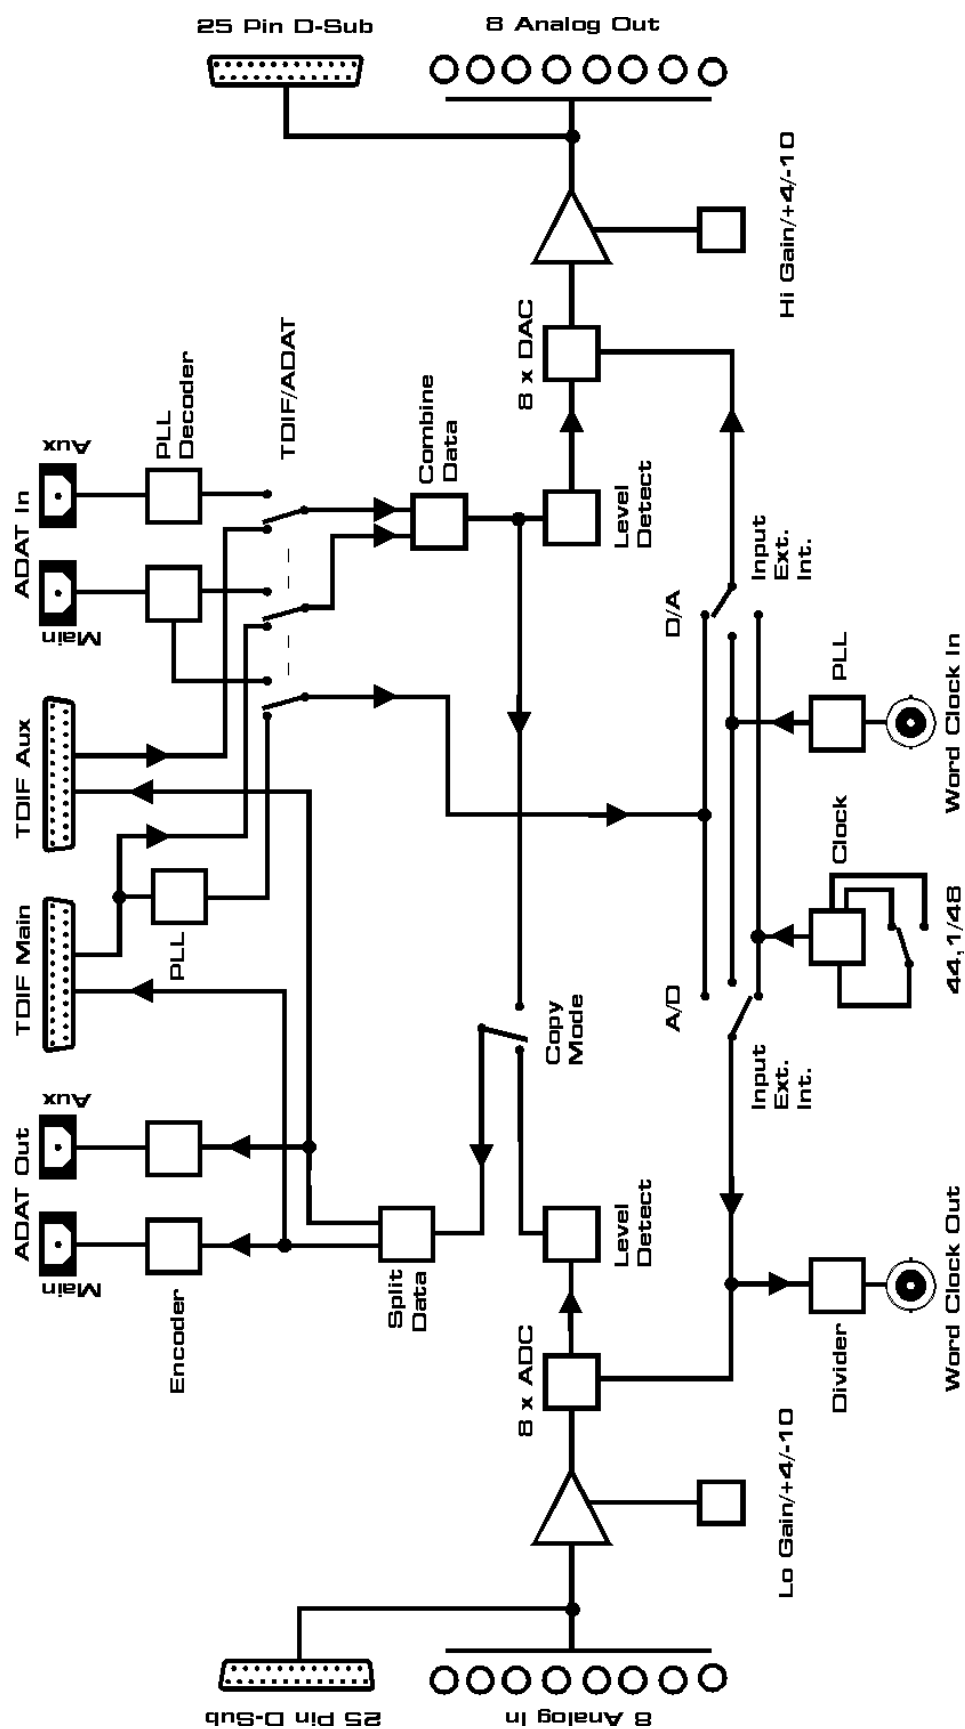 25 Pin D-Sub
8 Analog Out
Hi Gain/+4/-10
8 x DAC
TDIF/ADAT
PLL
Decoder
Aux
ADAT In
Main
Combine
Data
Level
Detect
Input
Ext.
Int.
D/A
TDIF Aux
PLL
Word Clock In
Clock
44,1/48
TDIF Main
PLL
A/D
Copy
Mode
Input
Ext.
Int.
Aux
ADAT Out
Main
Encoder
Split
Data
Level
Detect
Word Clock Out
Divider
8 x ADC
Lo Gain/+4/-10
25 Pin D-Sub
8 Analog In